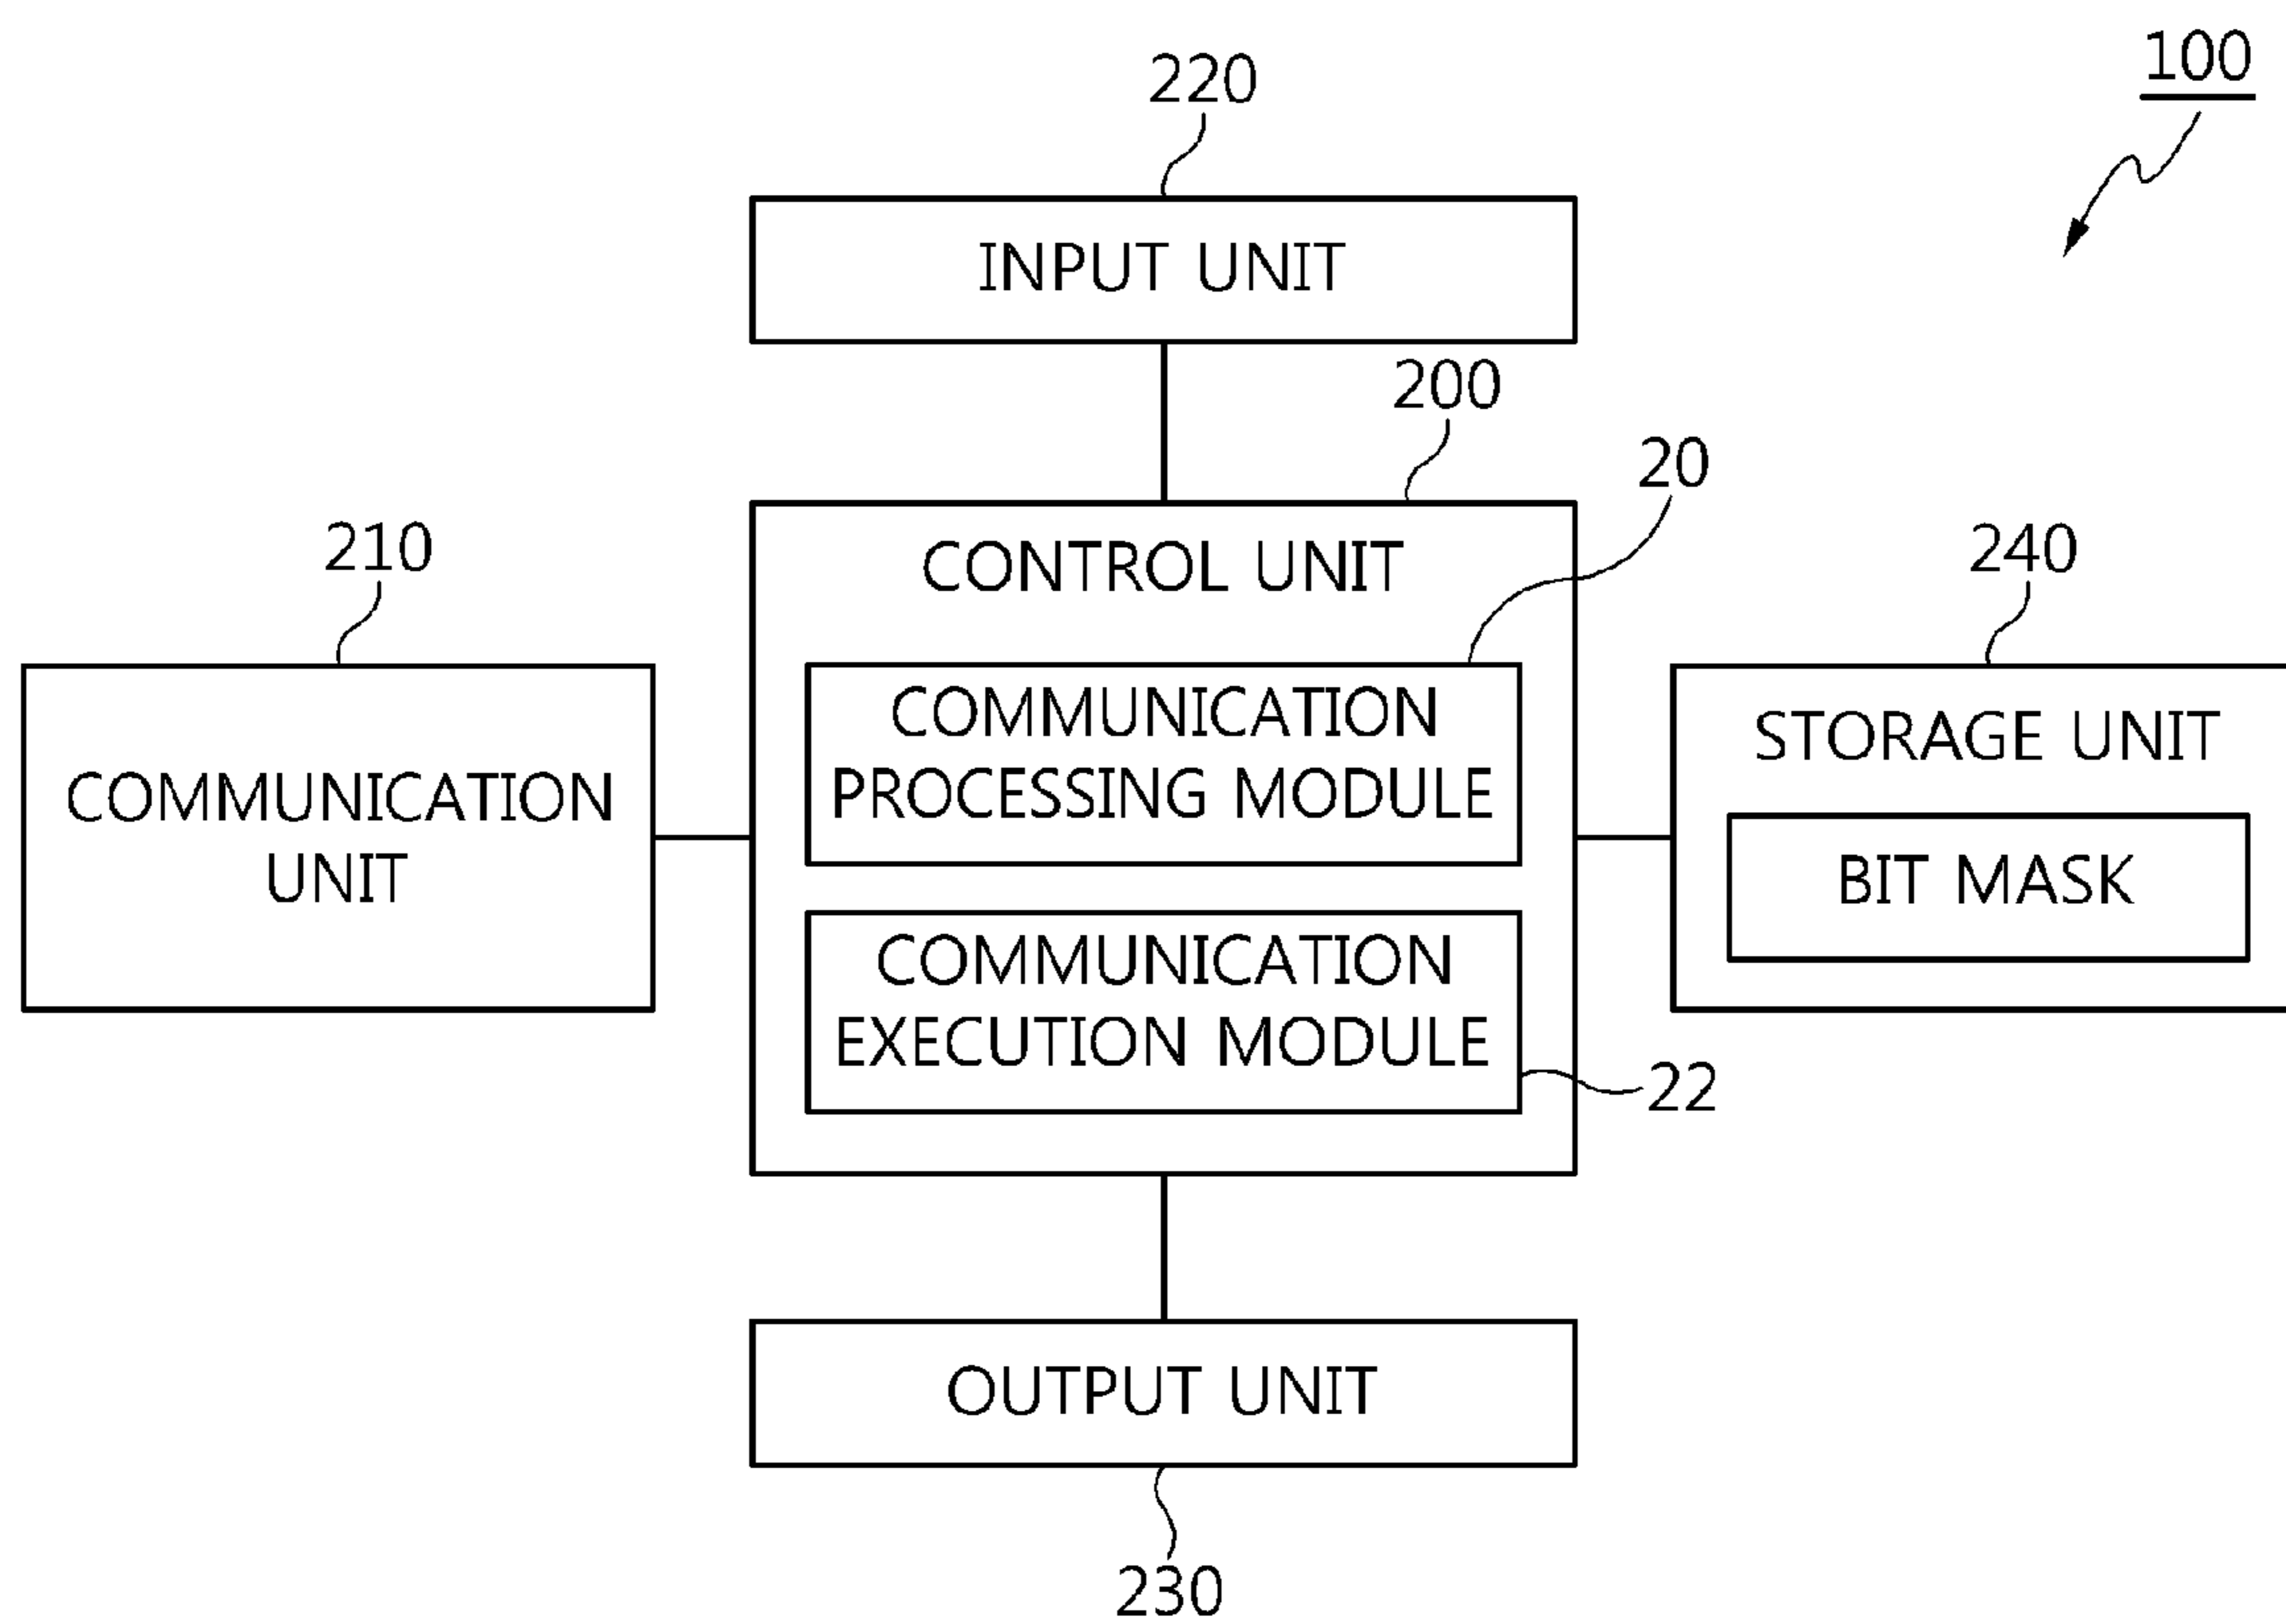 100
220
INPUT UNIT
200
20
CONTROL UNIT
210
240
COMMUNICATION
PROCESSING MODULE
COMMUNICATION
UNIT
STORAGE UNIT
BIT MASK
COMMUNICATION
EXECUTION MODULE
22
OUTPUT UNIT
230